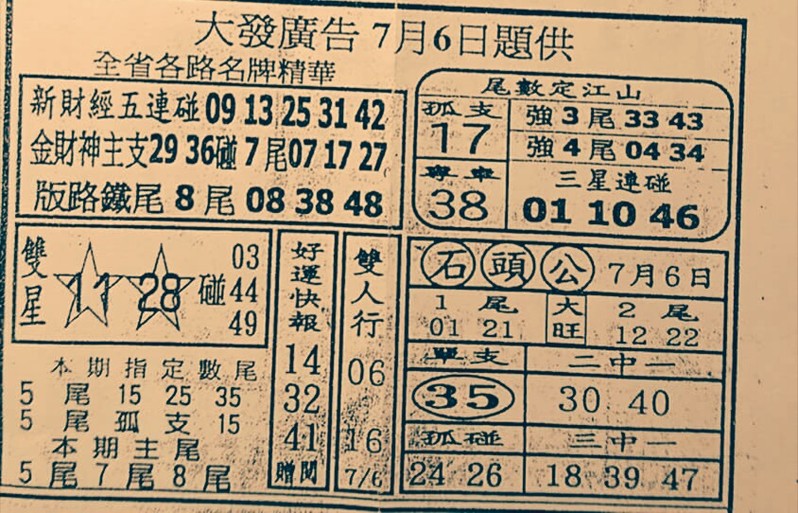 大發廣告 7月6日題供
全省各路名牌精華
新財經五連碰 09 13 25 31 42
金財神主支 29 36 碰 7 尾 07 17 27
版路鐵尾 8 尾 08 38 48
尾數定江山
孤支
17
專車
38
強 3 尾 33 43
強 4 尾 04 34
三星連碰
01 10 46
雙星
11 28 碰
03
44
49
本期指定數尾
5 尾 15 25 35
5 尾 孤 支 15
本期主尾
5 尾 7 尾 8 尾
好運快報
14
32
41
贈閱
雙人行
06
16
7/6
石頭公 7月6日
1 尾
01 21
大旺
2 尾
12 22
單支
35
二中一
30 40
孤碰
24 26
三中一
18 39 47